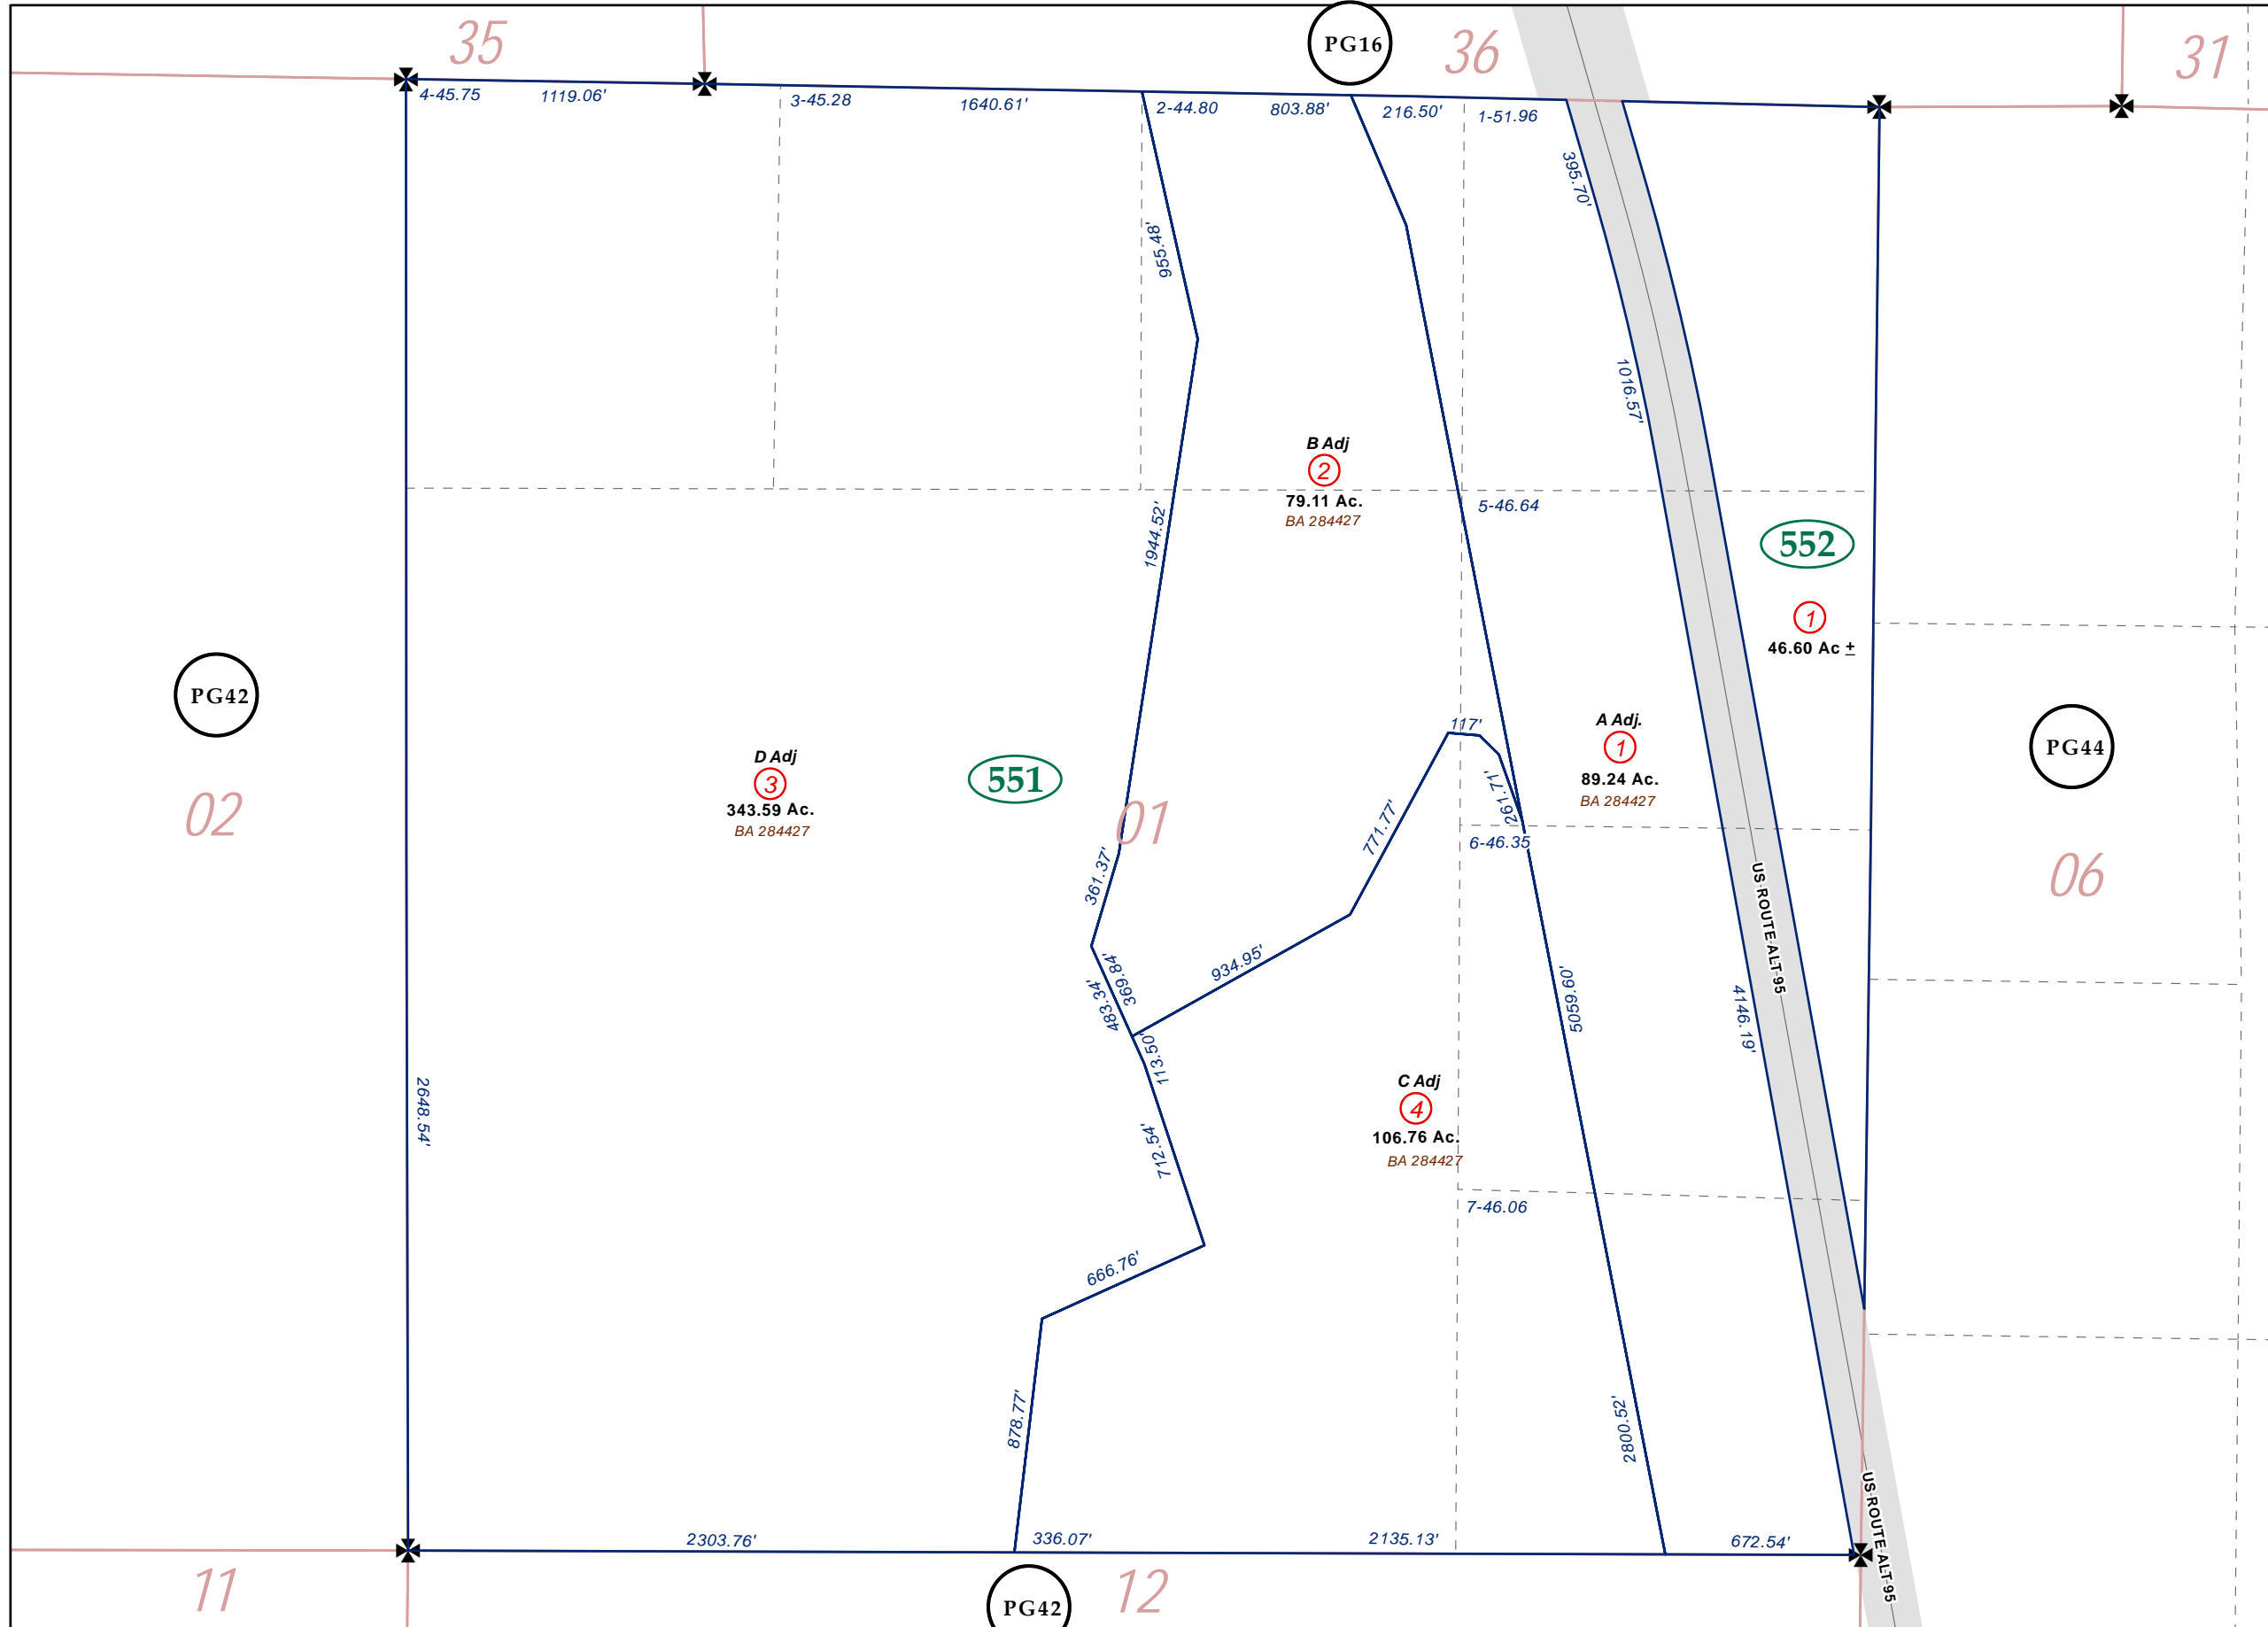 35
PG16
36
31
4-45.75
1119.06'
3-45.28
1640.61'
2-44.80
803.88'
216.50'
1-51.96
395.70'
955.48'
1016.57'
B Adj
2
79.11 Ac.
BA 284427
1944.52'
5-46.64
552
1
46.60 Ac ±
PG42
02
D Adj
3
343.59 Ac.
BA 284427
551
01
117'
261.71'
A Adj.
1
89.24 Ac.
BA 284427
PG44
06
771.77'
6-46.35
361.37'
US ROUTE ALT 95
369.84'
483.34'
934.95'
5059.60'
4146.19'
113.50'
2648.54'
712.54'
C Adj
4
106.76 Ac.
BA 284427
7-46.06
666.76'
878.77'
2800.52'
2303.76'
336.07'
2135.13'
672.54'
US ROUTE ALT 95
11
PG42
12